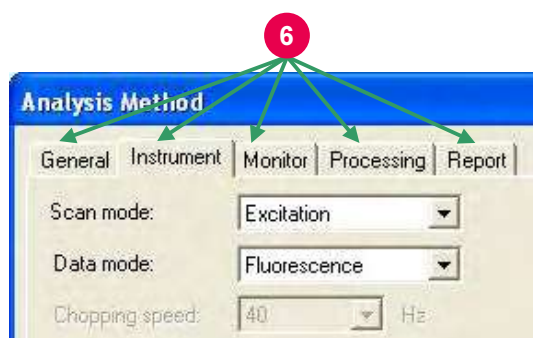 6
Analysis Method
General Instrument Monitor Processing Report
Scan mode: Excitation
Data mode: Fluorescence
Chopping speed: 40 Hz